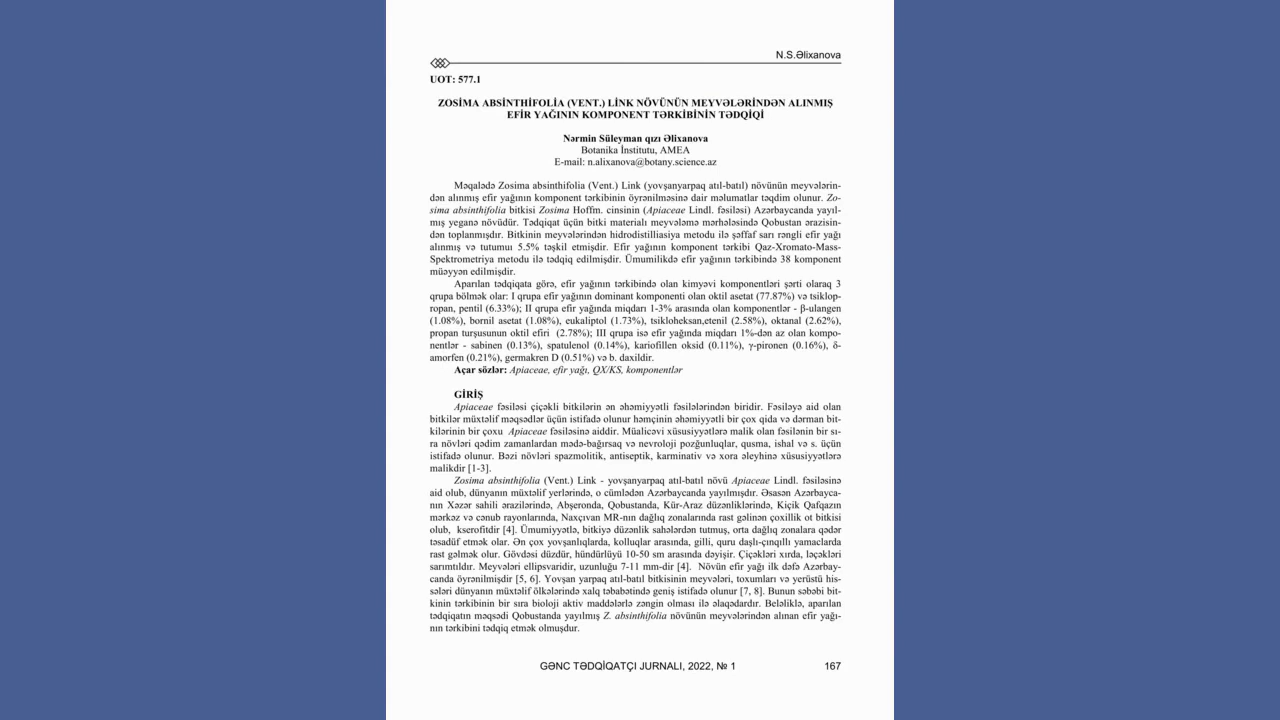 N.S.Əlixanova
UOT: 577.1
ZOSİMA ABSİNTHİFOLİA (VENT.) LİNK NÖVÜNÜN MEYVƏLƏRİNDƏN ALINMIŞ
EFİR YAĞININ KOMPONENT TƏRKİBİNİN TƏDQİQİ
Nərmin Süleyman qızı Əlixanova
Botanika İnstitutu, AMEA
E-mail: n.alixanova@botany.science.az
Məqalədə Zosima absinthifolia (Vent.) Link (yovşanyarpaq atıl-batıl) növünün meyvələrin-
dən alınmış efir yağının komponent tərkibinin öyrənilməsinə dair məlumatlar təqdim olunur. Zo-
sima absinthifolia bitkisi Zosima Hoffm. cinsinin (Apiaceae Lindl. fəsiləsi) Azərbaycanda yayıl-
mış yeganə növüdür. Tədqiqat üçün bitki materialı meyvələmə mərhələsində Qobustan ərazisin-
dən toplanmışdır. Bitkinin meyvələrindən hidrodistilliasiya metodu ilə şəffaf sarı rəngli efir yağı
alınmış və tutumuı 5.5% təşkil etmişdir. Efir yağının komponent tərkibi Qaz-Xromato-Mass-
Spektrometriya metodu ilə tədqiq edilmişdir. Ümumilikdə efir yağının tərkibində 38 komponent
müəyyən edilmişdir.
Aparılan tədqiqata görə, efir yağının tərkibində olan kimyəvi komponentləri şərti olaraq 3
qrupa bölmək olar: I qrupa efir yağının dominant komponenti olan oktil asetat (77.87%) və tsiklop-
ropan, pentil (6.33%); II qrupa efir yağında miqdarı 1-3% arasında olan komponentlər - β-ulangen
(1.08%), bornil asetat (1.08%), eukaliptol (1.73%), tsikloheksan,etenil (2.58%), oktanal (2.62%),
propan turşusunun oktil efiri (2.78%); III qrupa isə efir yağında miqdarı 1%-dən az olan kompo-
nentlər - sabinen (0.13%), spatulenol (0.14%), kariofillen oksid (0.11%), γ-pironen (0.16%), δ-
amorfen (0.21%), germakren D (0.51%) və b. daxildir.
Açar sözlər: Apiaceae, efir yağı, QX/KS, komponentlər
GİRİŞ
Apiaceae fəsiləsi çiçəkli bitkilərin ən əhəmiyyətli fəsilələrindən biridir. Fəsiləyə aid olan
bitkilər müxtəlif məqsədlər üçün istifadə olunur həmçinin əhəmiyyətli bir çox qida və dərman bit-
kilərinin bir çoxu Apiaceae fəsiləsinə aiddir. Müalicəvi xüsusiyyətlərə malik olan fəsilənin bir sı-
ra növləri qədim zamanlardan mədə-bağırsaq və nevroloji pozğunluqlar, qusma, ishal və s. üçün
istifadə olunur. Bəzi növləri spazmolitik, antiseptik, karminativ və xora əleyhinə xüsusiyyətlərə
malikdir [1-3].
Zosima absinthifolia (Vent.) Link - yovşanyarpaq atıl-batıl növü Apiaceae Lindl. fəsiləsinə
aid olub, dünyanın müxtəlif yerlərində, o cümlədən Azərbaycanda yayılmışdır. Əsasən Azərbayca-
nın Xəzər sahili ərazilərində, Abşeronda, Qobustanda, Kür-Araz düzənliklərində, Kiçik Qafqazın
mərkəz və cənub rayonlarında, Naxçıvan MR-nın dağlıq zonalarında rast gəlinən çoxillik ot bitkisi
olub, kserofitdir [4]. Ümumiyyətlə, bitkiyə düzənlik sahələrdən tutmuş, orta dağlıq zonalara qədər
təsadüf etmək olar. Ən çox yovşanlıqlarda, kolluqlar arasında, gilli, quru daşlı-çınqıllı yamaclarda
rast gəlmək olur. Gövdəsi düzdür, hündürlüyü 10-50 sm arasında dəyişir. Çiçəkləri xırda, ləçəkləri
sarımtıldır. Meyvələri ellipsvaridir, uzunluğu 7-11 mm-dir [4]. Növün efir yağı ilk dəfə Azərbay-
canda öyrənilmişdir [5, 6]. Yovşan yarpaq atıl-batıl bitkisinin meyvələri, toxumları və yerüstü his-
sələri dünyanın müxtəlif ölkələrində xalq təbabətində geniş istifadə olunur [7, 8]. Bunun səbəbi bit-
kinin tərkibinin bir sıra bioloji aktiv maddələrlə zəngin olması ilə əlaqədardır. Beləliklə, aparılan
tədqiqatın məqsədi Qobustanda yayılmış Z. absinthifolia növünün meyvələrindən alınan efir yağı-
nın tərkibini tədqiq etmək olmuşdur.
GƏNC TƏDQİQATÇI JURNALI, 2022, № 1 167